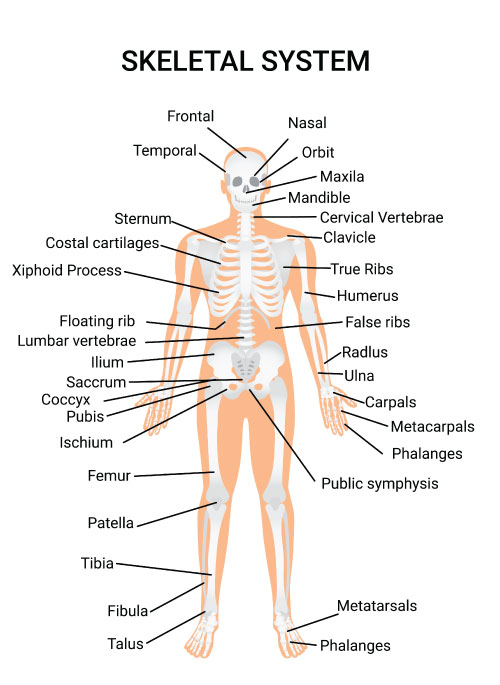 SKELETAL SYSTEM
Frontal
Nasal
Temporal
Orbit
Maxila
Mandible
Sternum
Cervical Vertebrae
Costal cartilages
Clavicle
Xiphoid Process
True Ribs
Humerus
Floating rib
False ribs
Lumbar vertebrae
Radlus
Ilium
Ulna
Saccrum
Coccyx
Carpals
Pubis
Metacarpals
Ischium
Phalanges
Femur
Public symphysis
Patella
Tibia
Fibula
Metatarsals
Talus
Phalanges